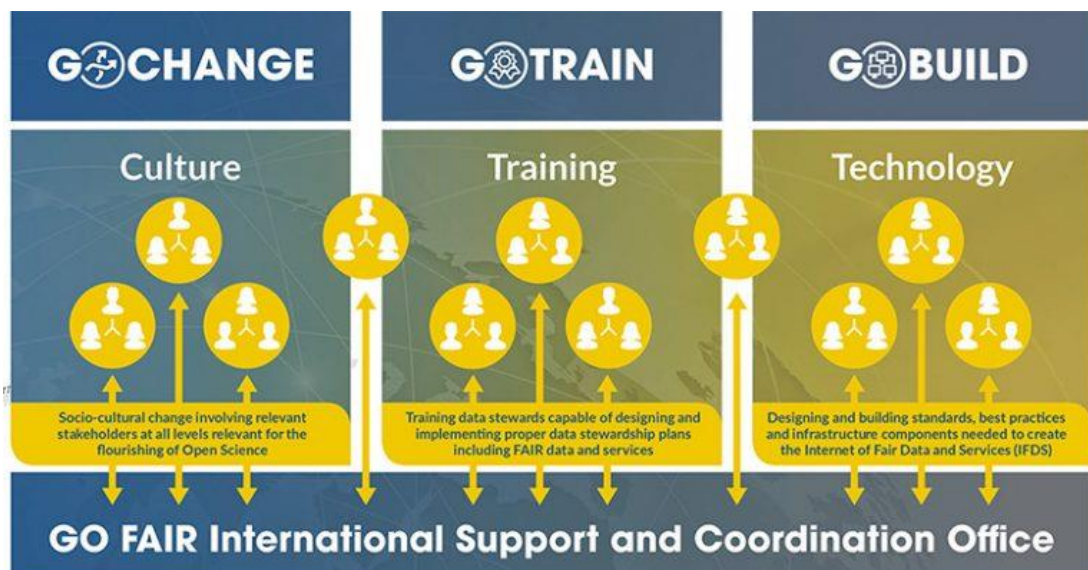 GO CHANGE
GO TRAIN
GO BUILD
Culture
Training
Technology
Socio-cultural change involving relevant
stakeholders at all levels relevant for the
flourishing of Open Science
Training data stewards capable of designing and
implementing proper data stewardship plans
including FAIR data and services
Designing and building standards, best practices
and infrastructure components needed to create
the Internet of Fair Data and Services (IFDS)
GO FAIR International Support and Coordination Office